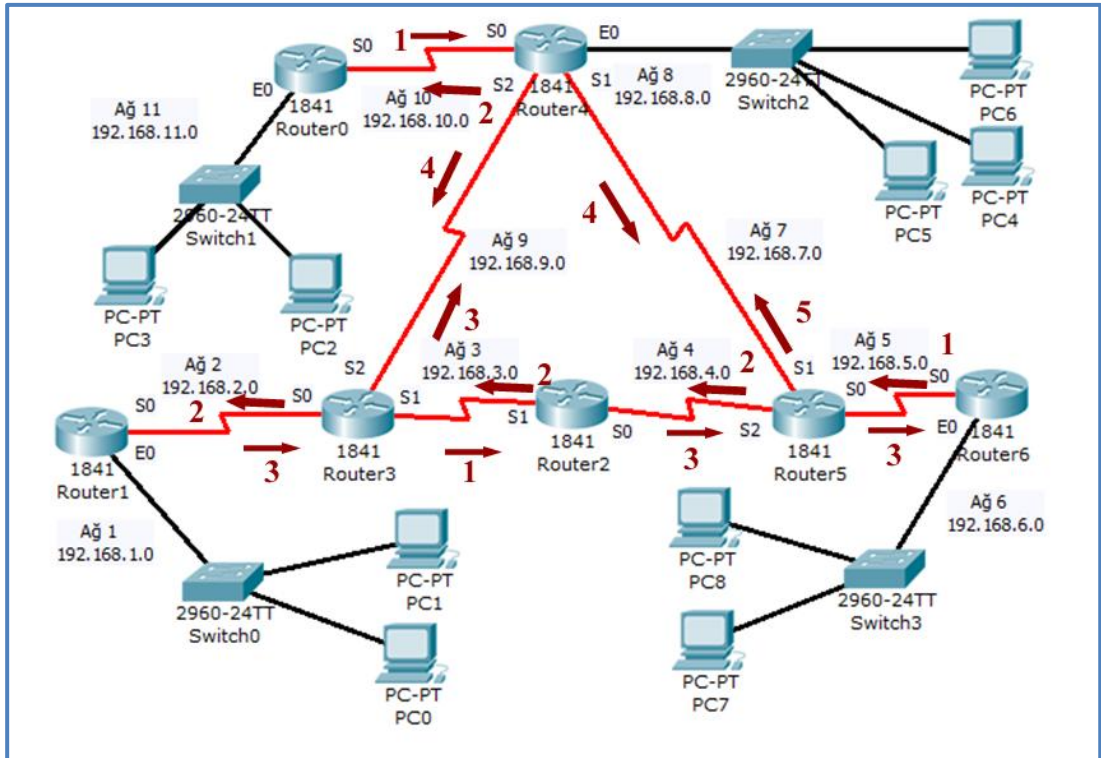 S0
1
S0
E0
1841
Router4
2960-24TT
Switch2
PC-PT
PC6
PC-PT
PC4
PC-PT
PC5
E0
1841
Router0
Ağ 10
192.168.10.0
S2
2
S1
Ağ 8
192.168.8.0
Ağ 11
192.168.11.0
2960-24TT
Switch1
PC-PT
PC3
PC-PT
PC2
4
4
Ağ 9
192.168.9.0
Ağ 7
192.168.7.0
3
5
Ağ 2
192.168.2.0
S2
Ağ 3
192.168.3.0
2
Ağ 4
192.168.4.0
2
S1
Ağ 5
192.168.5.0
1
S0
2
S0
S1
S1
S0
S2
S0
S0
E0
E0
1841
Router1
3
1841
Router3
1
1841
Router2
3
1841
Router5
3
1841
Router6
Ağ 1
192.168.1.0
Ağ 6
192.168.6.0
2960-24TT
Switch0
PC-PT
PC1
PC-PT
PC0
PC-PT
PC8
PC-PT
PC7
2960-24TT
Switch3